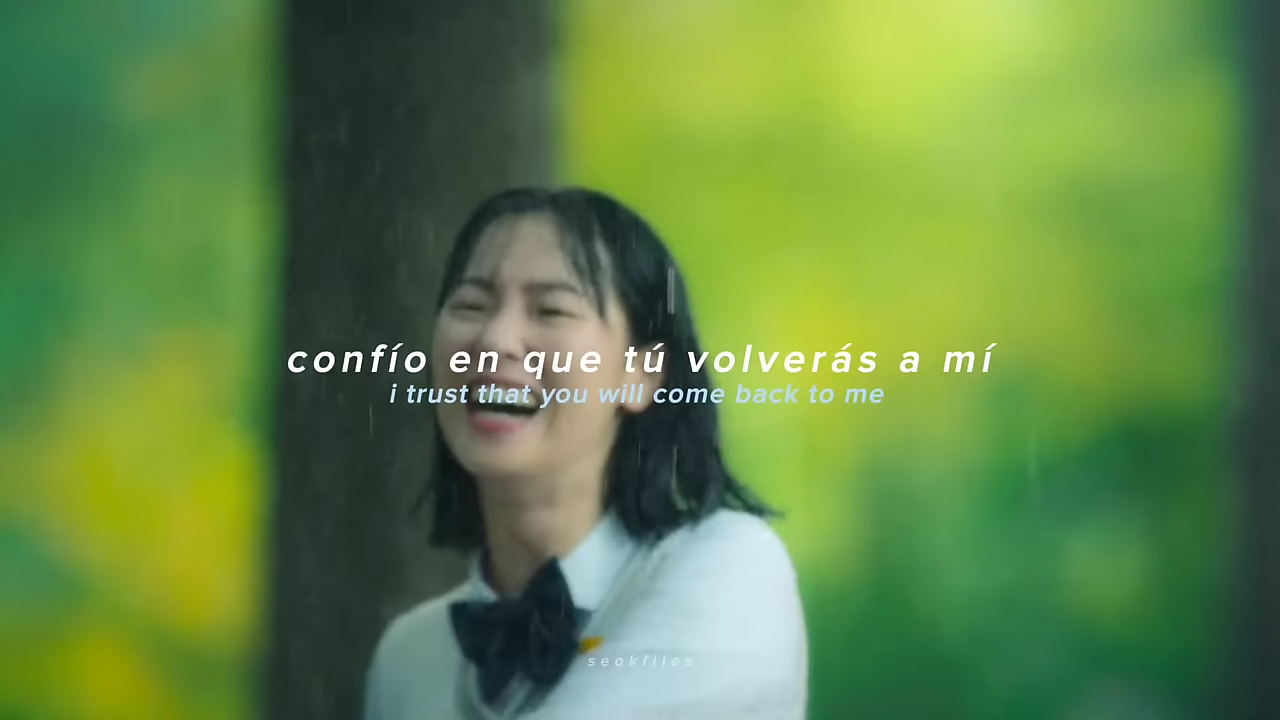 confío en que tú volverás a mí
i trust that you will come back to me
seokfiles